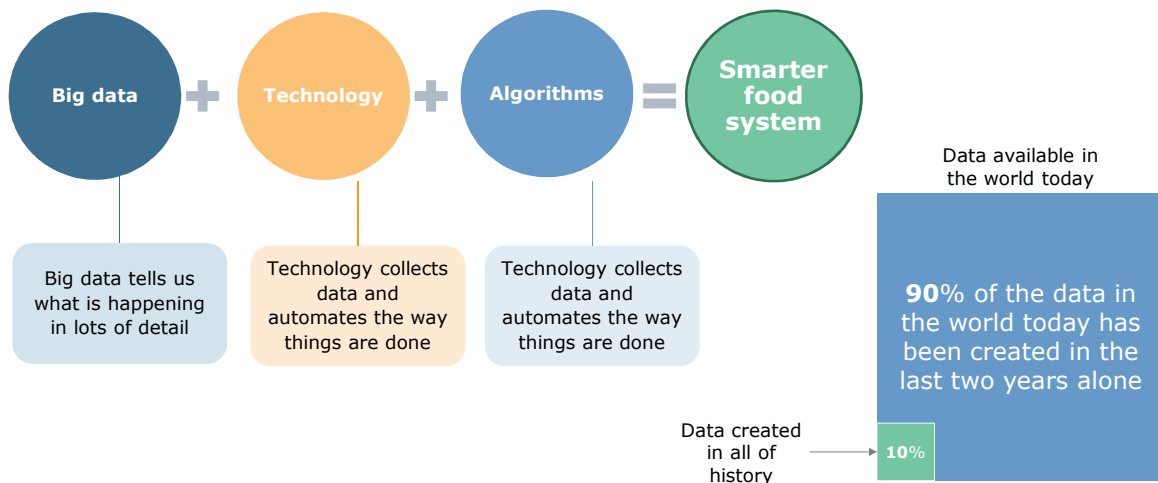 Big data
Technology
Algorithms
Smarter
food
system
Big data tells us
what is happening
in lots of detail
Technology collects
data and
automates the way
things are done
Technology collects
data and
automates the way
things are done
Data available in
the world today
90% of the data in
the world today has
been created in the
last two years alone
Data created
in all of
history
10%